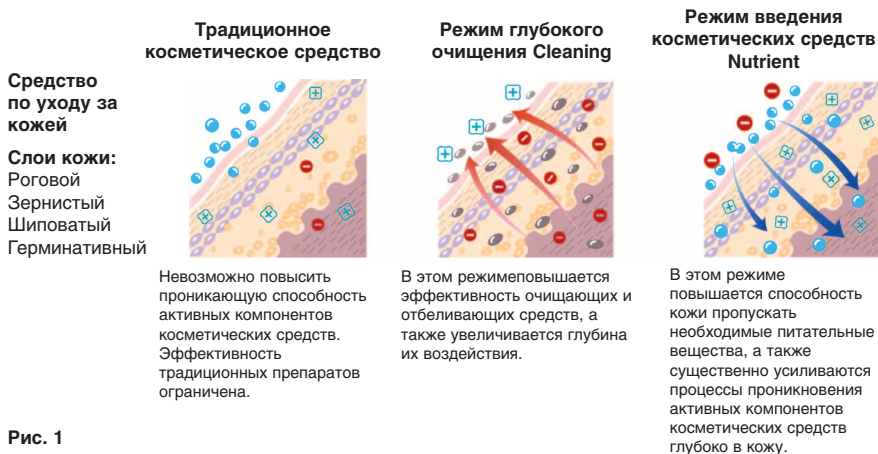 Традиционное
косметическое средство
Режим глубокого
очищения Cleaning
Режим введения
косметических средств
Nutrient
Средство
по уходу за
кожей
Слои кожи:
Роговой
Зернистый
Шиповатый
Герминативный
Невозможно повысить
проникающую способность
активных компонентов
косметических средств.
Эффективность
традиционных препаратов
ограничена.
В этом режимеповышается
эффективность очищающих и
отбеливающих средств, а
также увеличивается глубина
их воздействия.
В этом режиме
повышается способность
кожи пропускать
необходимые питательные
вещества, а также
существенно усиливаются
процессы проникновения
активных компонентов
косметических средств
глубоко в кожу.
Рис. 1